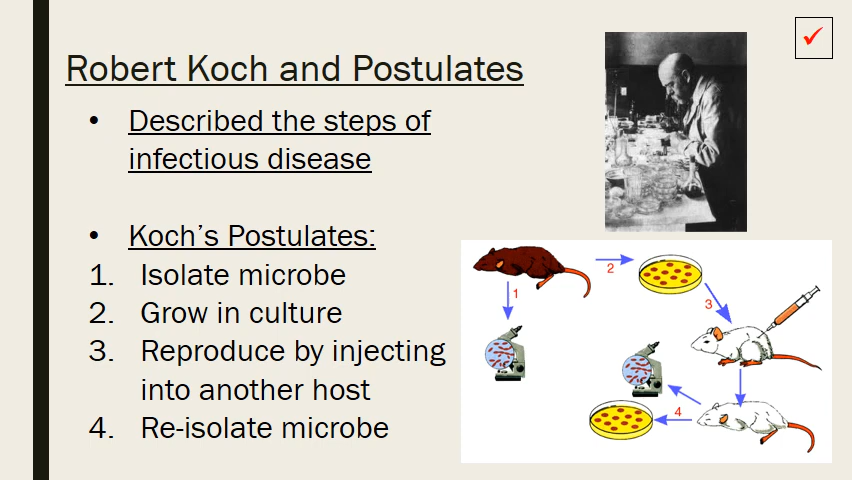 Robert Koch and Postulates
• Described the steps of
infectious disease
• Koch's Postulates:
1. Isolate microbe
2. Grow in culture
3. Reproduce by injecting
into another host
4. Re-isolate microbe
1
2
3
4